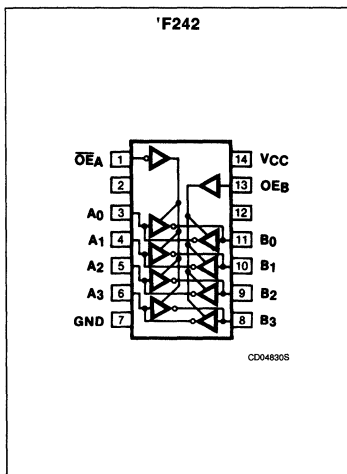 'F242
OEA 1 14 VCC
2 13 OEB
A0 3 12
A1 4 11 B0
A2 5 10 B1
A3 6 9 B2
GND 7 8 B3
CD04830S